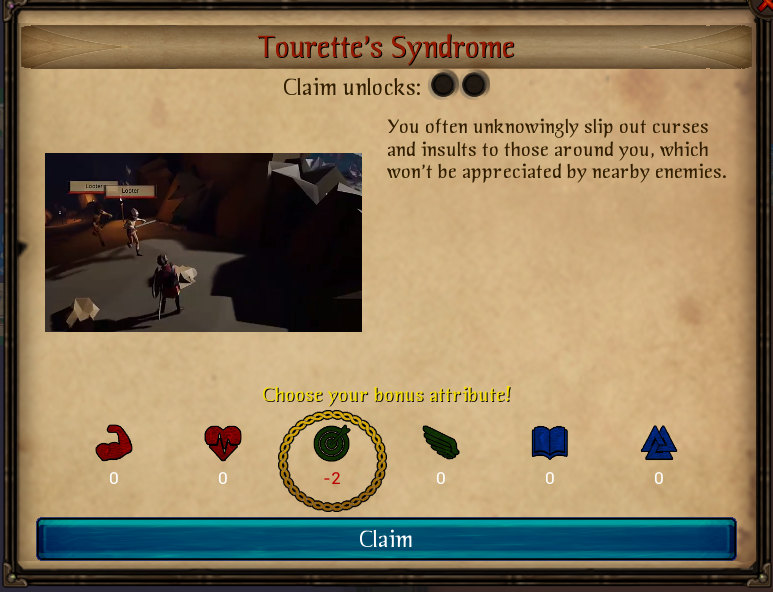 Tourette's Syndrome
Claim unlocks:
You often unknowingly slip out curses
and insults to those around you, which
won't be appreciated by nearby enemies.
Looter
Looter
Choose your bonus attribute!
0 0 -2 0 0 0
Claim